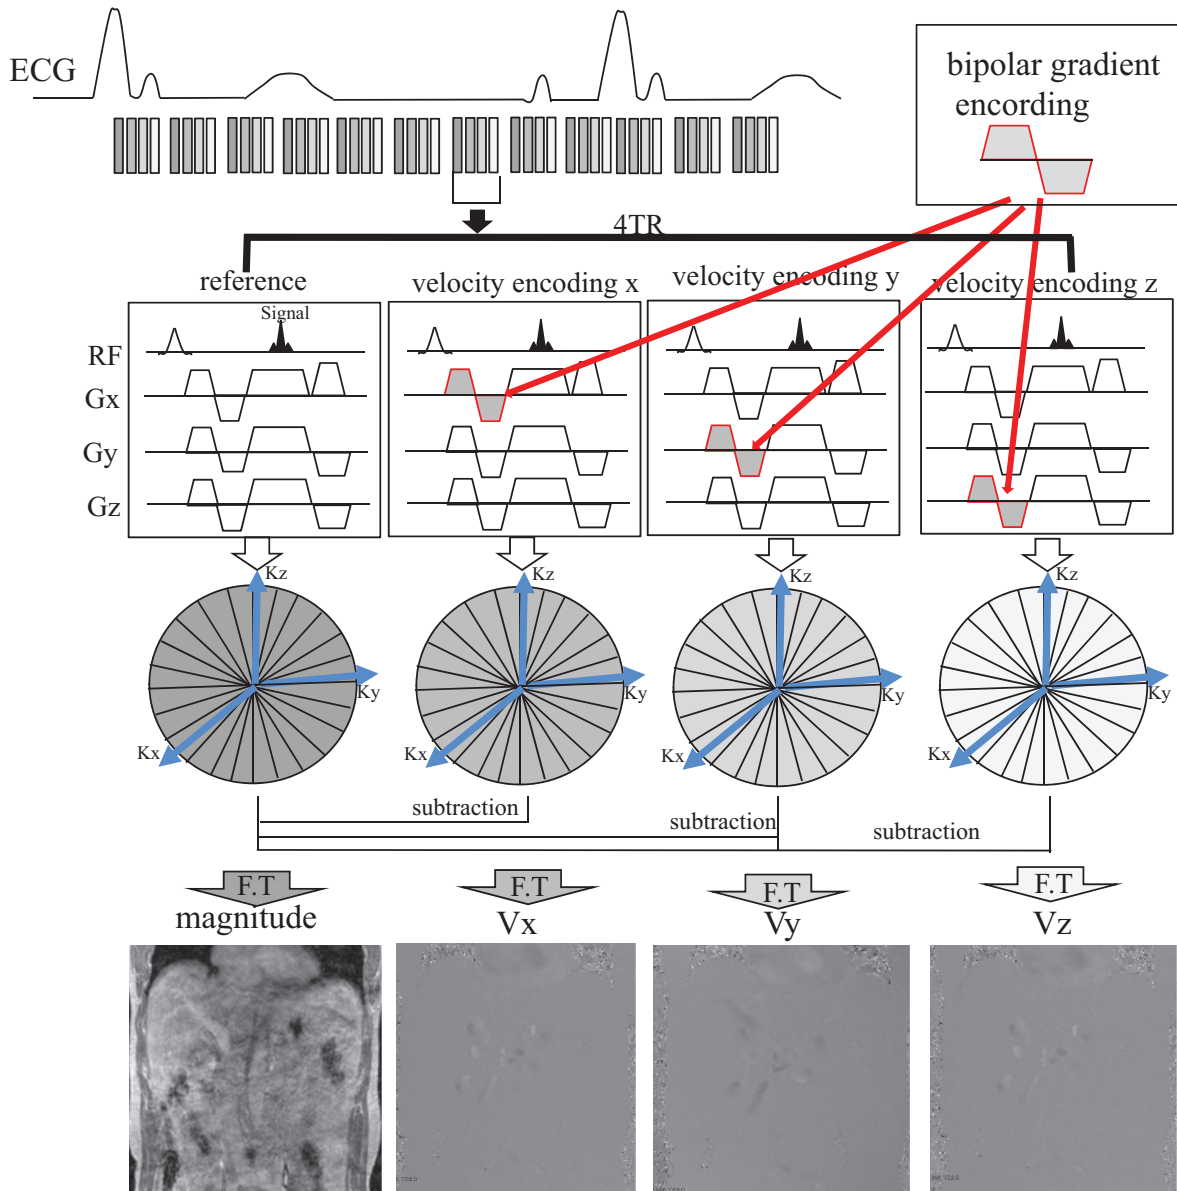 ECG
bipolar gradient
encording
4TR
reference
velocity encoding x
velocity encoding y
velocity encoding z
Signal
RF
Gx
Gy
Gz
Kz
Ky
Kx
Kz
Ky
Kx
Kz
Ky
Kx
Kz
Ky
Kx
subtraction
subtraction
subtraction
F.T
F.T
F.T
F.T
magnitude
Vx
Vy
Vz